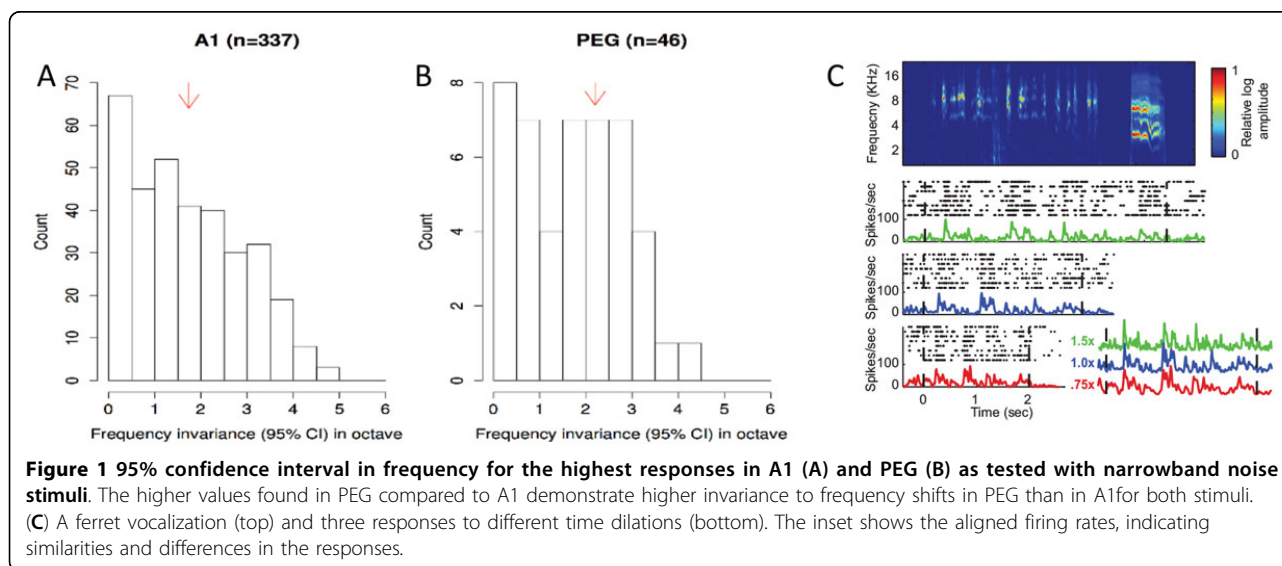 A1 (n=337)
PEG (n=46)
A
B
C
70
60
50
40
30
20
10
0
Count
0 1 2 3 4 5 6
Frequency invariance (95% CI) in octave
8
6
4
2
0
Count
0 1 2 3 4 5 6
Frequency invariance (95% CI) in octave
16
8
4
2
Frequecny (KHz)
1
0
Relative log
amplitude
Spikes/sec
100
0
Spikes/sec
100
0
Spikes/sec
100
0
1.5x
1.0x
.75x
0 1 2
Time (sec)
Figure 1 95% confidence interval in frequency for the highest responses in A1 (A) and PEG (B) as tested with narrowband noise
stimuli. The higher values found in PEG compared to A1 demonstrate higher invariance to frequency shifts in PEG than in A1for both stimuli.
(C) A ferret vocalization (top) and three responses to different time dilations (bottom). The inset shows the aligned firing rates, indicating
similarities and differences in the responses.